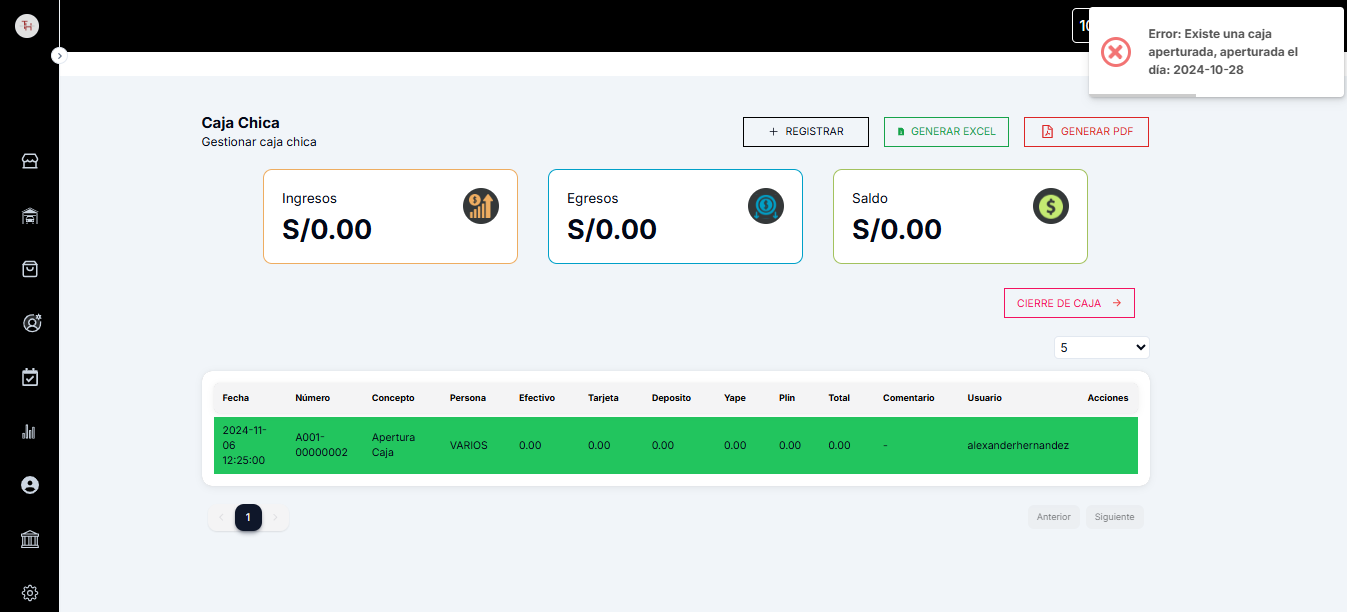 TH
10
Error: Existe una caja
aperturada, aperturada el
día: 2024-10-28
Caja Chica
Gestionar caja chica
+ REGISTRAR
GENERAR EXCEL
GENERAR PDF
Ingresos
S/0.00
Egresos
S/0.00
Saldo
S/0.00
CIERRE DE CAJA →
5
Fecha Número Concepto Persona Efectivo Tarjeta Deposito Yape Plin Total Comentario Usuario Acciones
2024-11-
06
12:25:00
A001-
00000002
Apertura
Caja
VARIOS 0.00 0.00 0.00 0.00 0.00 0.00 - alexanderhernandez
1
Anterior Siguiente